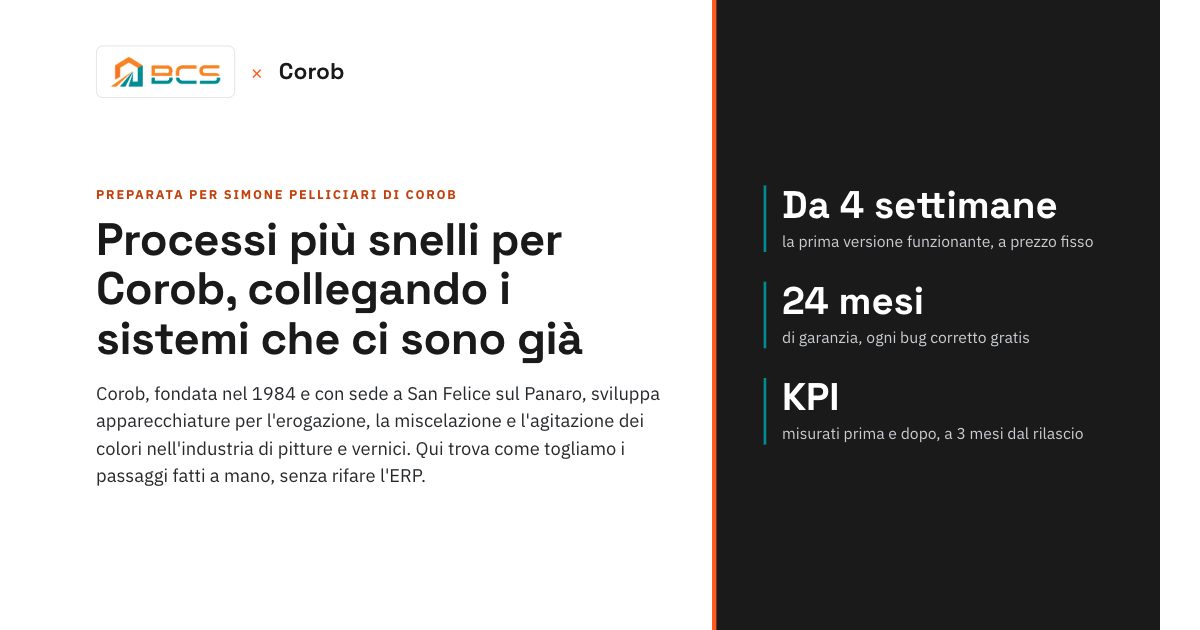 BCS × Corob
PREPARATA PER SIMONE PELLICIARI DI COROB
Processi più snelli per
Corob, collegando i
sistemi che ci sono già
Corob, fondata nel 1984 e con sede a San Felice sul Panaro, sviluppa
apparecchiature per l'erogazione, la miscelazione e l'agitazione dei
colori nell'industria di pitture e vernici. Qui trova come togliamo i
passaggi fatti a mano, senza rifare l'ERP.
Da 4 settimane
la prima versione funzionante, a prezzo fisso
24 mesi
di garanzia, ogni bug corretto gratis
KPI
misurati prima e dopo, a 3 mesi dal rilascio